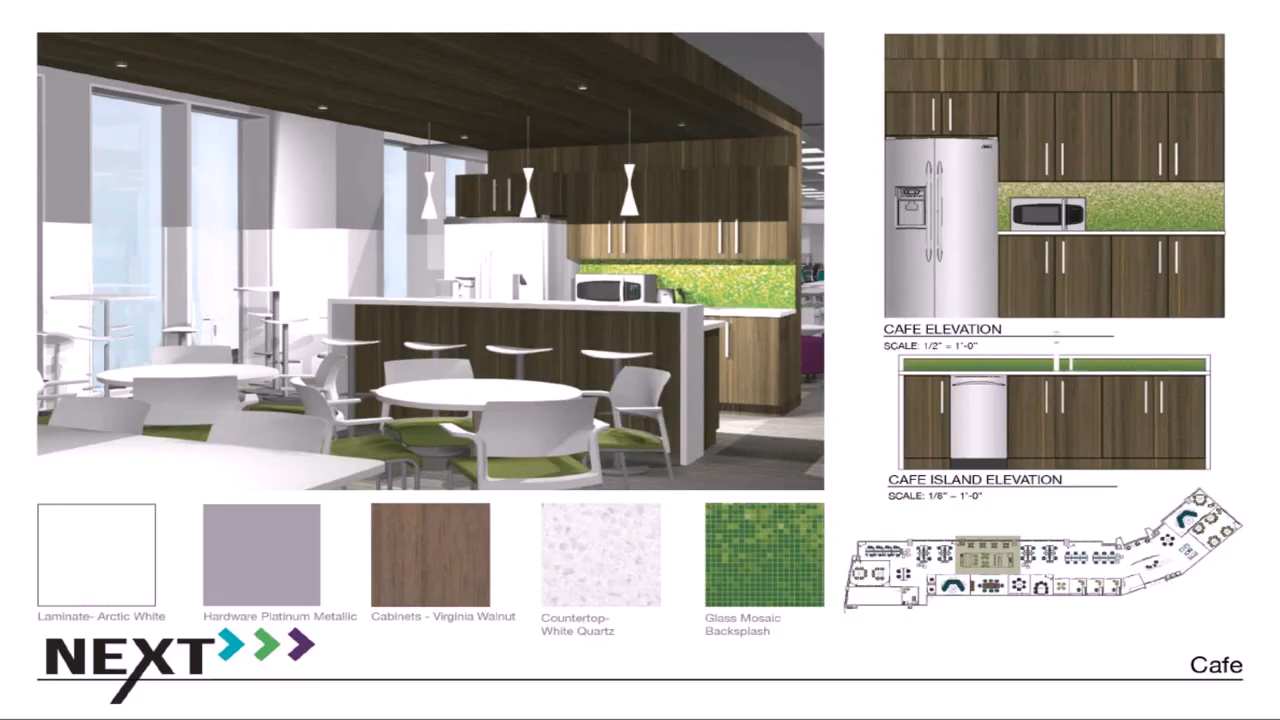 CAFE ELEVATION
SCALE: 1/2" = 1'-0"
CAFE ISLAND ELEVATION
SCALE: 1/8" = 1'-0"
Laminate- Arctic White
Hardware Platinum Metallic
Cabinets - Virginia Walnut
Countertop-
White Quartz
Glass Mosaic
Backsplash
NEXT
Cafe